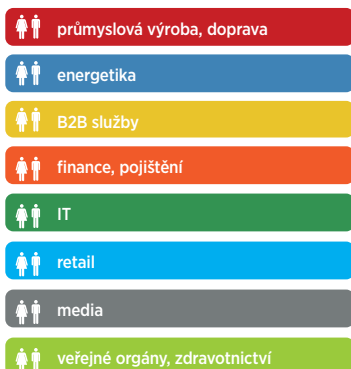 průmyslová výroba, doprava
energetika
B2B služby
finance, pojištění
IT
retail
media
veřejné orgány, zdravotnictví